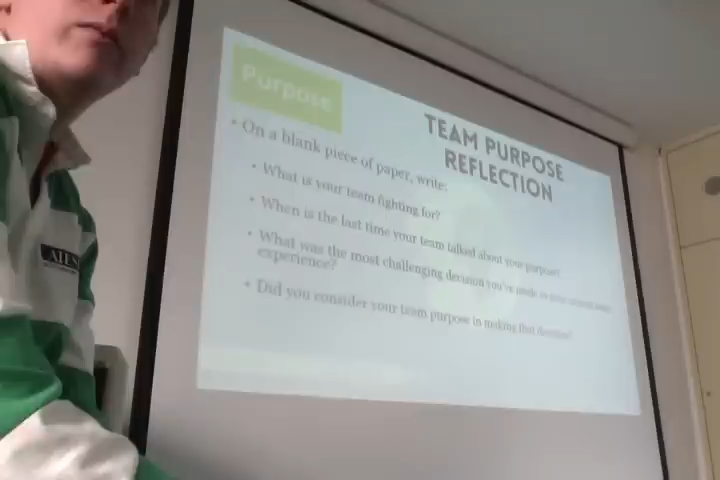 Purpose
TEAM PURPOSE
REFLECTION
• On a blank piece of paper, write:
• What is your team fighting for?
• When is the last time your team talked about your purpose?
• What was the most challenging decision you've made in your
experience?
• Did you consider your team purpose in making that decision?